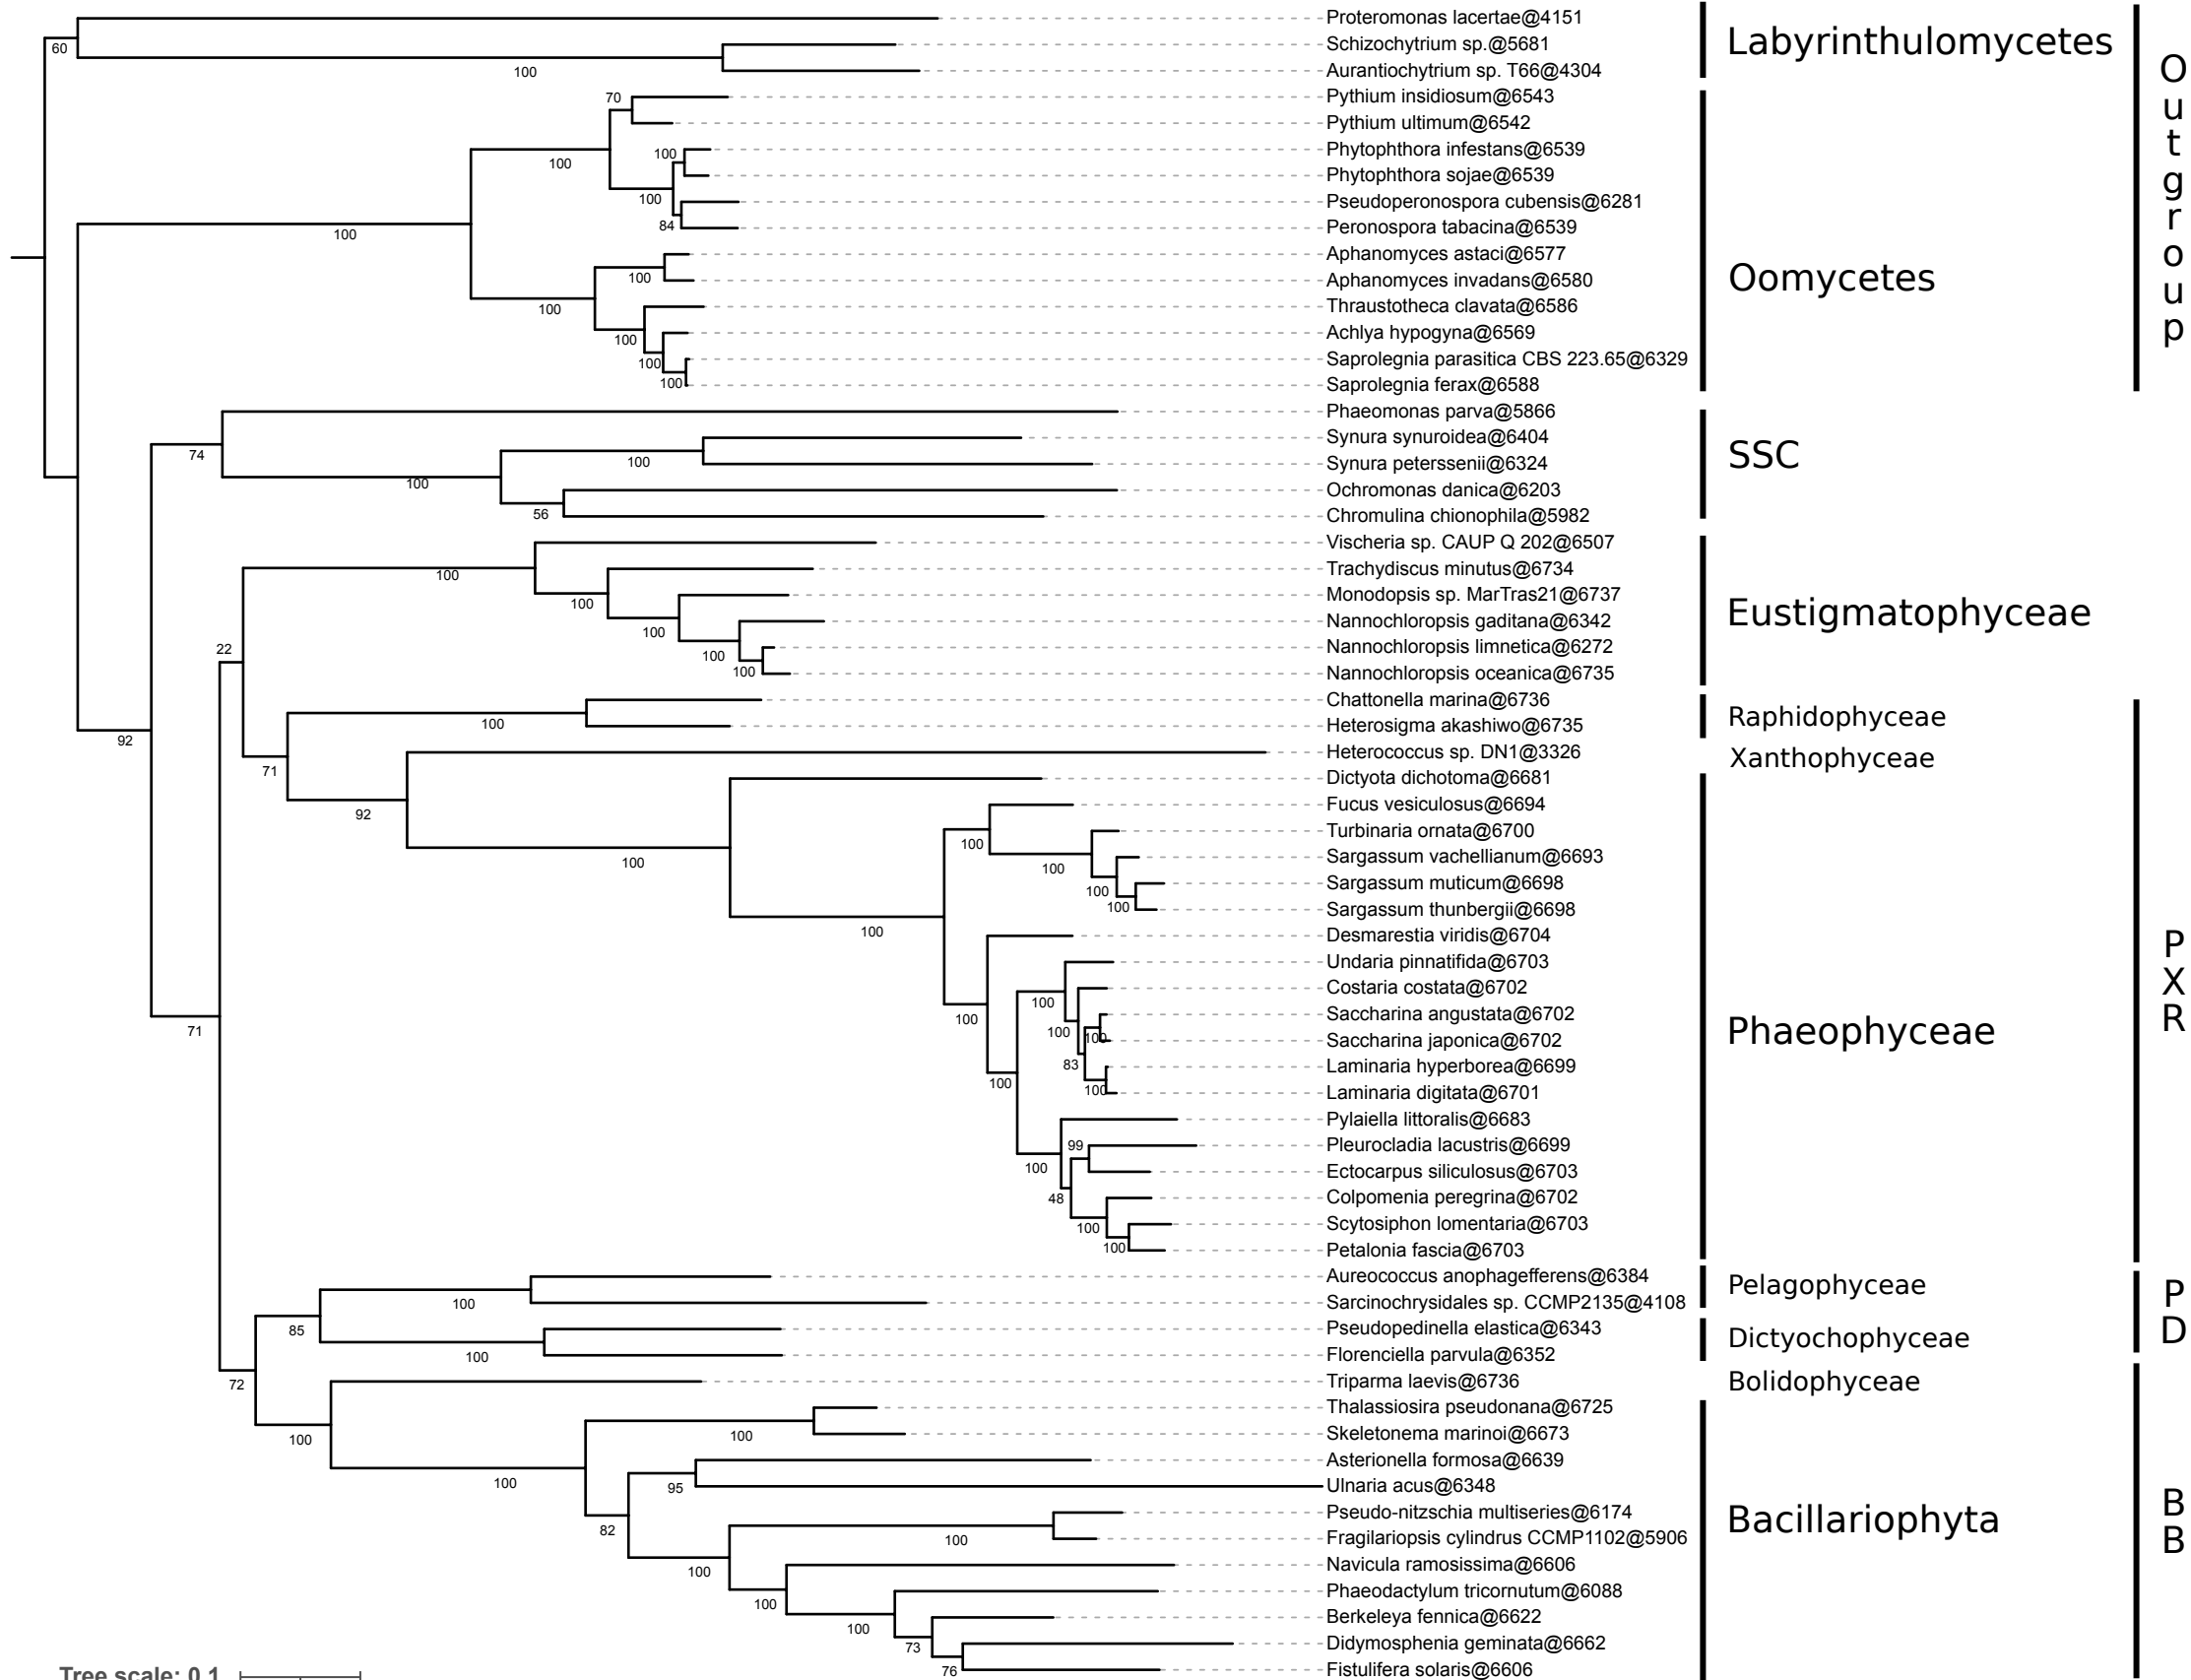 Proteromonas lacertae@4151
Schizochytrium sp.@5681
Aurantiochytrium sp. T66@4304
Labyrinthulomycetes
60
100
Pythium insidiosum@6543
Pythium ultimum@6542
Phytophthora infestans@6539
Phytophthora sojae@6539
Pseudoperonospora cubensis@6281
Peronospora tabacina@6539
Aphanomyces astaci@6577
Aphanomyces invadans@6580
Thraustotheca clavata@6586
Achlya hypogyna@6569
Saprolegnia parasitica CBS 223.65@6329
Saprolegnia ferax@6588
Oomycetes
70
100
100
100
84
100
100
100
100
100
100
Outgroup
Phaeomonas parva@5866
Synura synuroidea@6404
Synura peterssenii@6324
Ochromonas danica@6203
Chromulina chionophila@5982
SSC
74
100
100
56
Vischeria sp. CAUP Q 202@6507
Trachydiscus minutus@6734
Monodopsis sp. MarTras21@6737
Nannochloropsis gaditana@6342
Nannochloropsis limnetica@6272
Nannochloropsis oceanica@6735
Eustigmatophyceae
100
100
100
22
100
100
Chattonella marina@6736
Heterosigma akashiwo@6735
Raphidophyceae
100
92
Heterococcus sp. DN1@3326
Xanthophyceae
71
92
Dictyota dichotoma@6681
Fucus vesiculosus@6694
Turbinaria ornata@6700
Sargassum vachellianum@6693
Sargassum muticum@6698
Sargassum thunbergii@6698
Desmarestia viridis@6704
Undaria pinnatifida@6703
Costaria costata@6702
Saccharina angustata@6702
Saccharina japonica@6702
Laminaria hyperborea@6699
Laminaria digitata@6701
Pylaiella littoralis@6683
Pleurocladia lacustris@6699
Ectocarpus siliculosus@6703
Colpomenia peregrina@6702
Scytosiphon lomentaria@6703
Petalonia fascia@6703
Phaeophyceae
100
100
100
100
100
100
100
100
100
71
100
100
83
100
100
99
100
48
100
100
PXR
Aureococcus anophagefferens@6384
Sarcinochrysidales sp. CCMP2135@4108
Pelagophyceae
Pseudopedinella elastica@6343
Florenciella parvula@6352
Dictyochophyceae
100
85
100
PD
72
Triparma laevis@6736
Bolidophyceae
Thalassiosira pseudonana@6725
Skeletonema marinoi@6673
Asterionella formosa@6639
Ulnaria acus@6348
Pseudo-nitzschia multiseries@6174
Fragilariopsis cylindrus CCMP1102@5906
Navicula ramosissima@6606
Phaeodactylum tricornutum@6088
Berkeleya fennica@6622
Didymosphenia geminata@6662
Fistulifera solaris@6606
Bacillariophyta
100
100
100
95
82
100
100
100
100
73
76
BB
Tree scale: 0.1